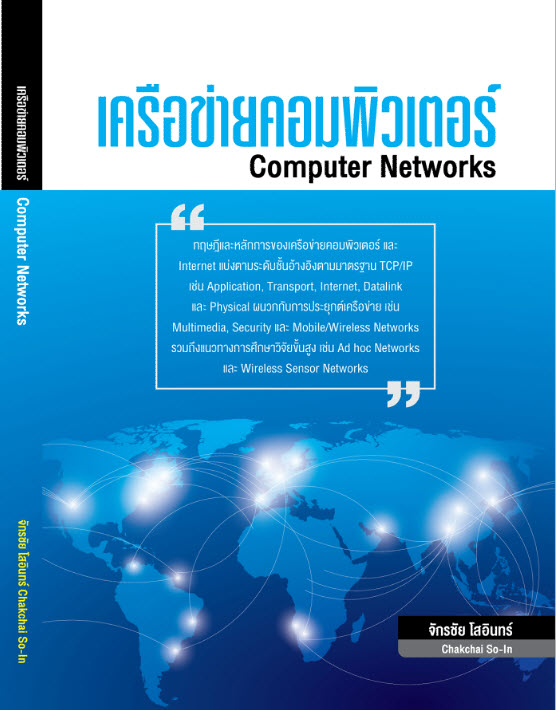 เครือข่ายคอมพิวเตอร์
Computer Networks
จักรชัย โสอินทร์ Chakchai So-In
เครือข่ายคอมพิวเตอร์
Computer Networks
“
ทฤษฎีและหลักการของเครือข่ายคอมพิวเตอร์ และ
Internet แบ่งตามระดับชั้นอ้างอิงตามมาตรฐาน TCP/IP
เช่น Application, Transport, Internet, Datalink
และ Physical ผนวกกับการประยุกต์เครือข่าย เช่น
Multimedia, Security และ Mobile/Wireless Networks
รวมถึงแนวทางการศึกษาวิจัยขั้นสูง เช่น Ad hoc Networks
และ Wireless Sensor Networks
”
จักรชัย โสอินทร์
Chakchai So-In